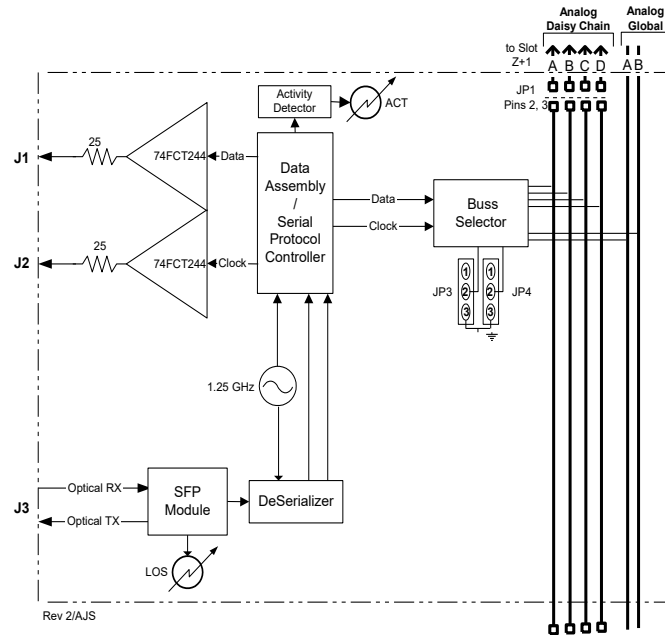 Analog
Daisy Chain
Analog
Global
to Slot
Z+1
A B C D
A B
JP1
Pins 2, 3
Activity
Detector
ACT
J1
25
74FCT244
Data
Data
Assembly
/
Serial
Protocol
Controller
Data
Clock
Buss
Selector
J2
25
74FCT244
Clock
JP3
1
2
3
1
2
3
JP4
1.25 GHz
J3
Optical RX
Optical TX
SFP
Module
DeSerializer
LOS
Rev 2/AJS